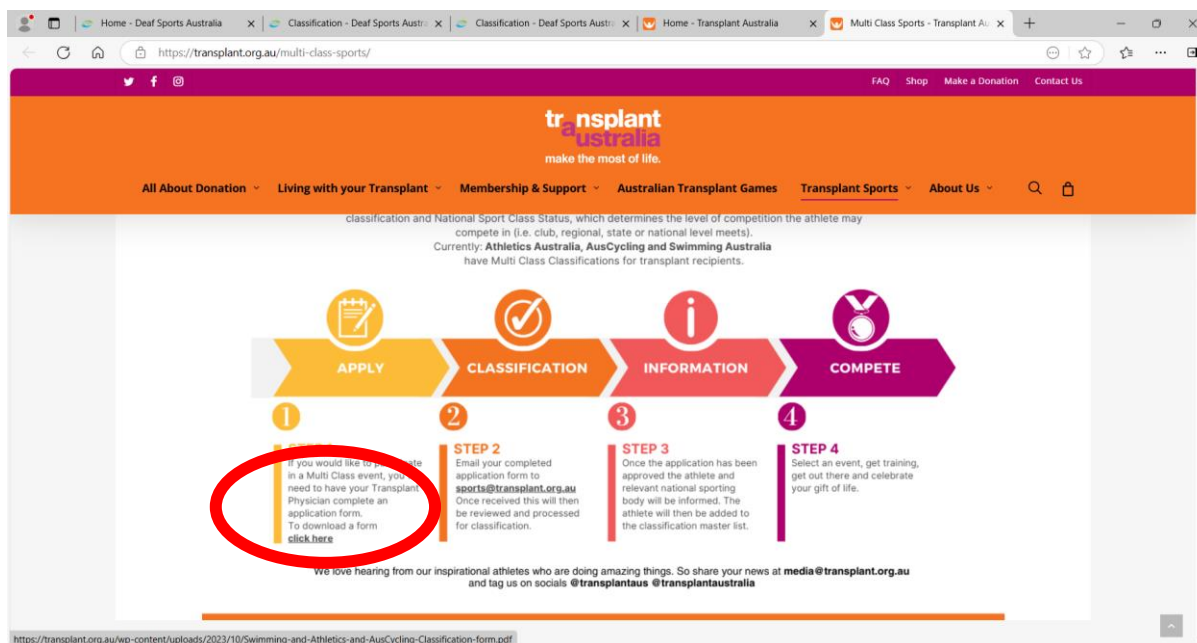 Home - Deaf Sports Australia
Classification - Deaf Sports Austr
Classification - Deaf Sports Austr
Home - Transplant Australia
Multi Class Sports - Transplant Au
https://transplant.org.au/multi-class-sports/
FAQ Shop Make a Donation Contact Us
transplant
australia
make the most of life.
All About Donation Living with your Transplant Membership & Support Australian Transplant Games Transplant Sports About Us
classification and National Sport Class Status, which determines the level of competition the athlete may
compete in (i.e. club, regional, state or national level meets).
Currently: Athletics Australia, AusCycling and Swimming Australia
have Multi Class Classifications for transplant recipients.
APPLY
CLASSIFICATION
INFORMATION
COMPETE
1
If you would like to
in a Multi Class event, you
need to have your Transplant
Physician complete an
application form.
To download a form
click here
2
STEP 2
Email your completed
application form to
sports@transplant.org.au
Once received this will then
be reviewed and processed
for classification.
3
STEP 3
Once the application has been
approved the athlete and
relevant national sporting
body will be informed. The
athlete will then be added to
the classification master list.
4
STEP 4
Select an event, get training,
get out there and celebrate
your gift of life.
We love hearing from our inspirational athletes who are doing amazing things. So share your news at media@transplant.org.au
and tag us on socials @transplantaus @transplantaustralia
https://transplant.org.au/wp-content/uploads/2023/10/Swimming-and-Athletics-and-AusCycling-Classification-form.pdf